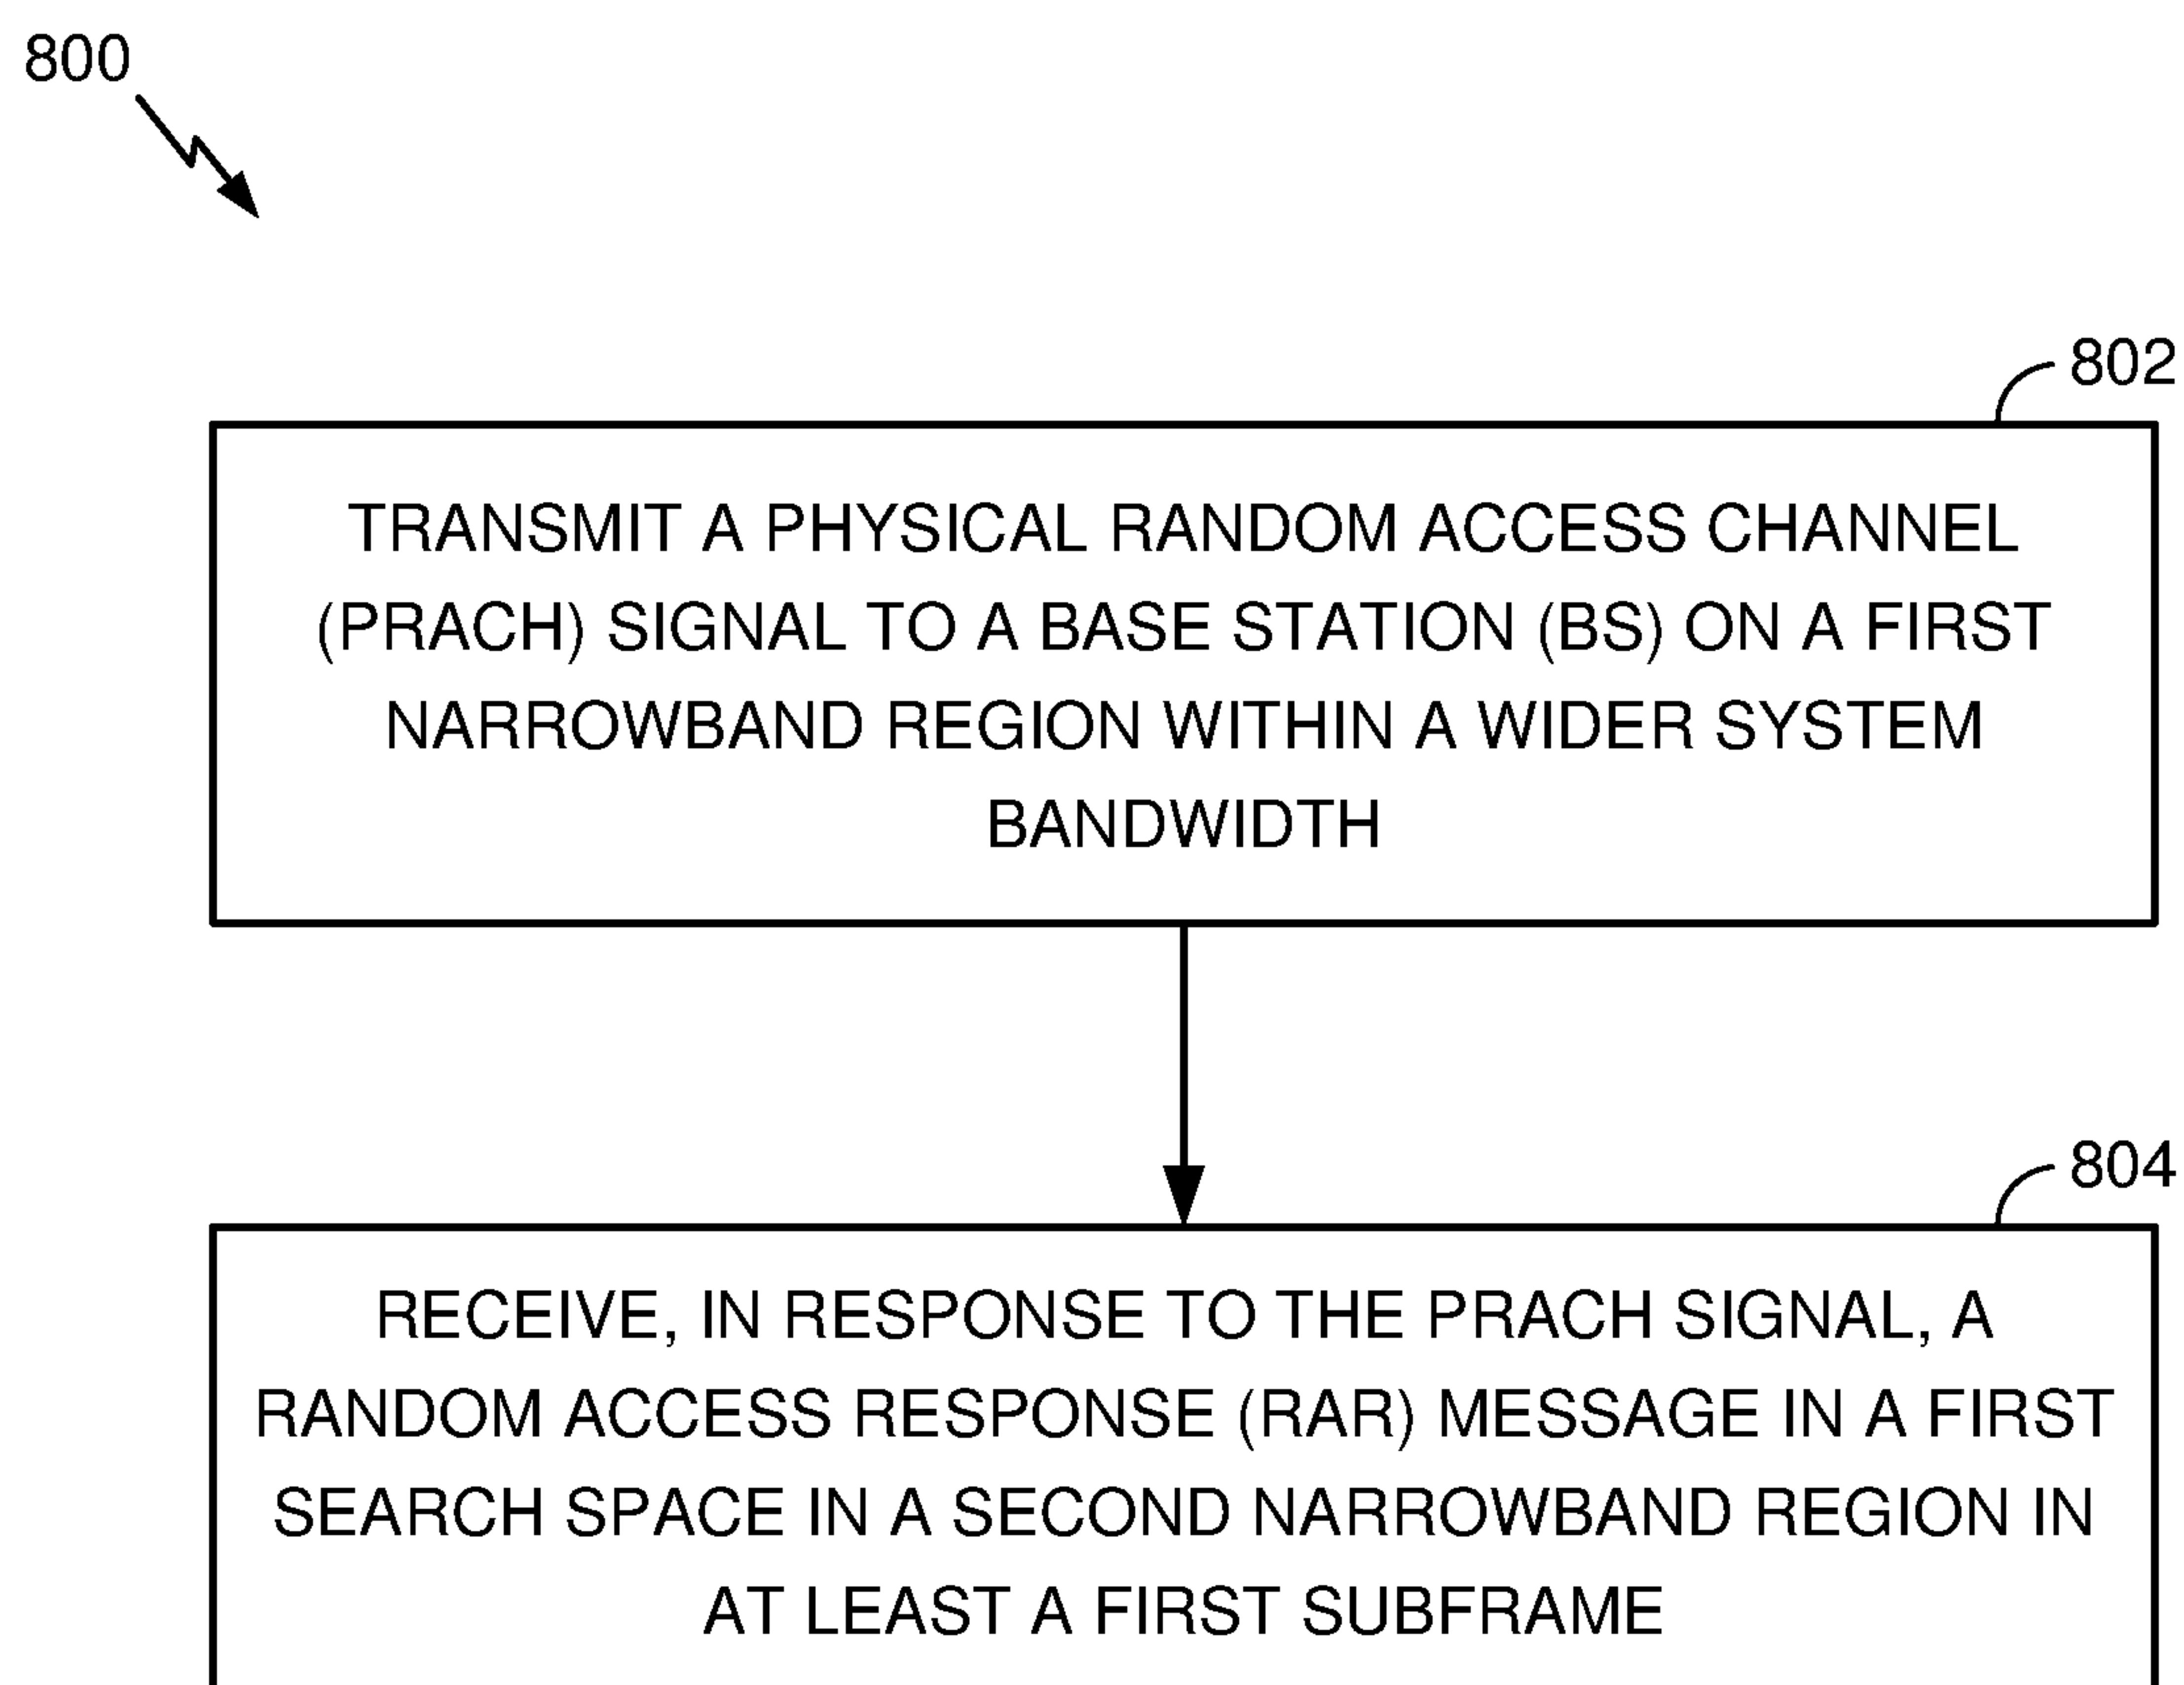 800
802
TRANSMIT A PHYSICAL RANDOM ACCESS CHANNEL
(PRACH) SIGNAL TO A BASE STATION (BS) ON A FIRST
NARROWBAND REGION WITHIN A WIDER SYSTEM
BANDWIDTH
804
RECEIVE, IN RESPONSE TO THE PRACH SIGNAL, A
RANDOM ACCESS RESPONSE (RAR) MESSAGE IN A FIRST
SEARCH SPACE IN A SECOND NARROWBAND REGION IN
AT LEAST A FIRST SUBFRAME